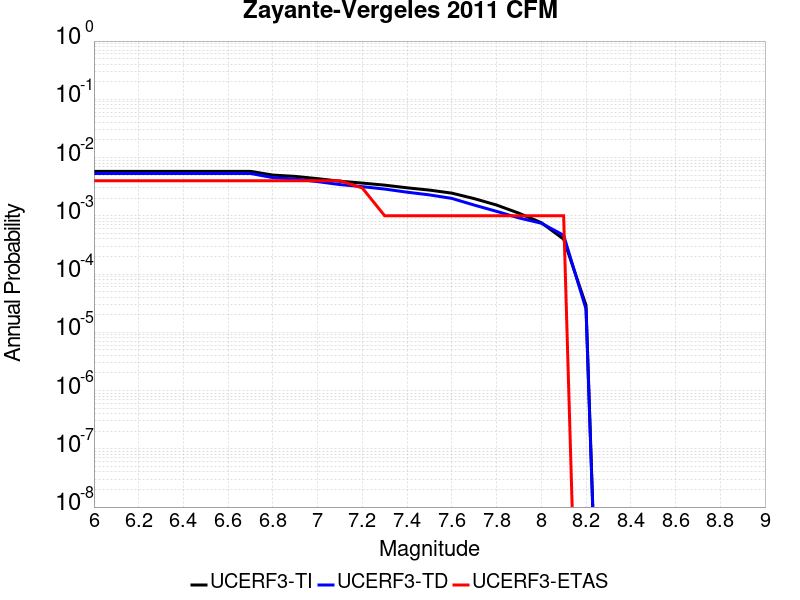 Zayante-Vergeles 2011 CFM
10^0
10^-1
10^-2
10^-3
10^-4
10^-5
10^-6
10^-7
10^-8
Annual Probability
6 6.2 6.4 6.6 6.8 7 7.2 7.4 7.6 7.8 8 8.2 8.4 8.6 8.8 9
Magnitude
UCERF3-TI UCERF3-TD UCERF3-ETAS